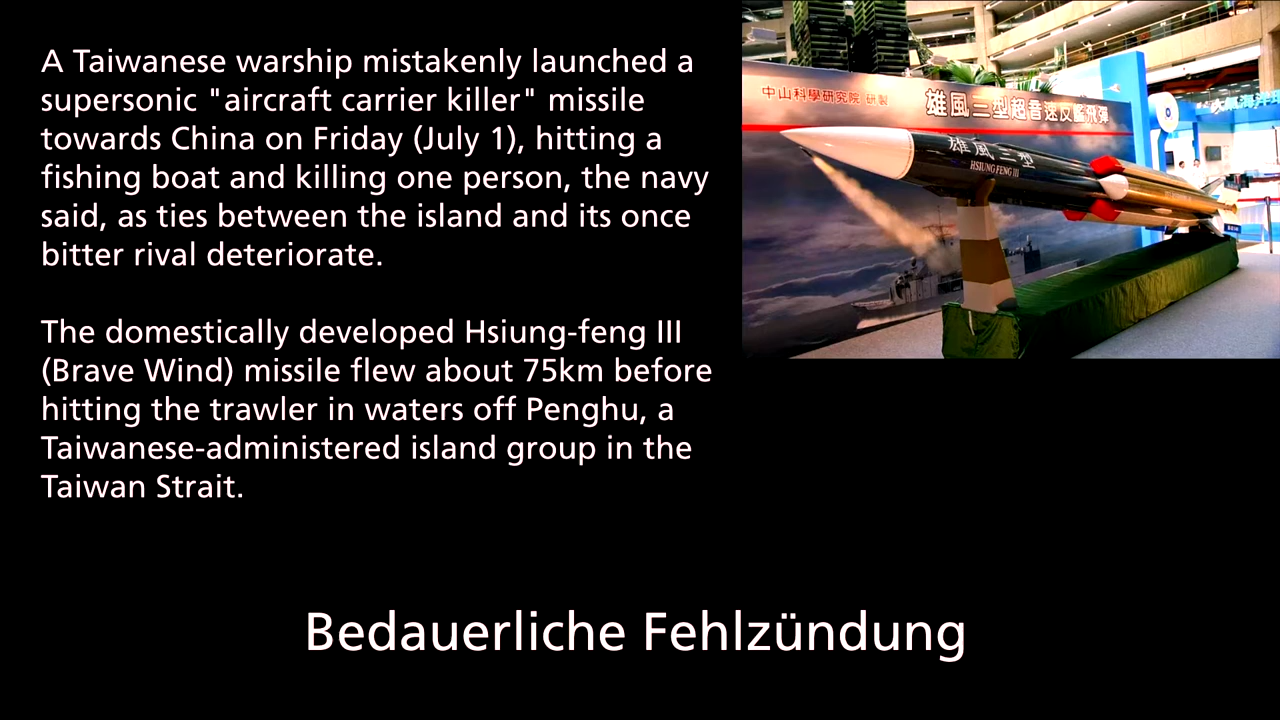 A Taiwanese warship mistakenly launched a
supersonic "aircraft carrier killer" missile
towards China on Friday (July 1), hitting a
fishing boat and killing one person, the navy
said, as ties between the island and its once
bitter rival deteriorate.
The domestically developed Hsiung-feng III
(Brave Wind) missile flew about 75km before
hitting the trawler in waters off Penghu, a
Taiwanese-administered island group in the
Taiwan Strait.
中山科學研究院 研製
雄風三型超音速反艦飛彈
雄風三型
HSIUNG FENG III
Bedauerliche Fehlzündung